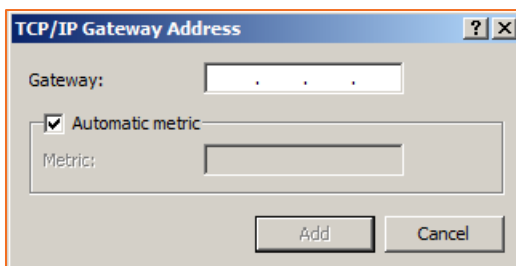 TCP/IP Gateway Address ? X
Gateway: . . .
Automatic metric
Metric:
Add Cancel